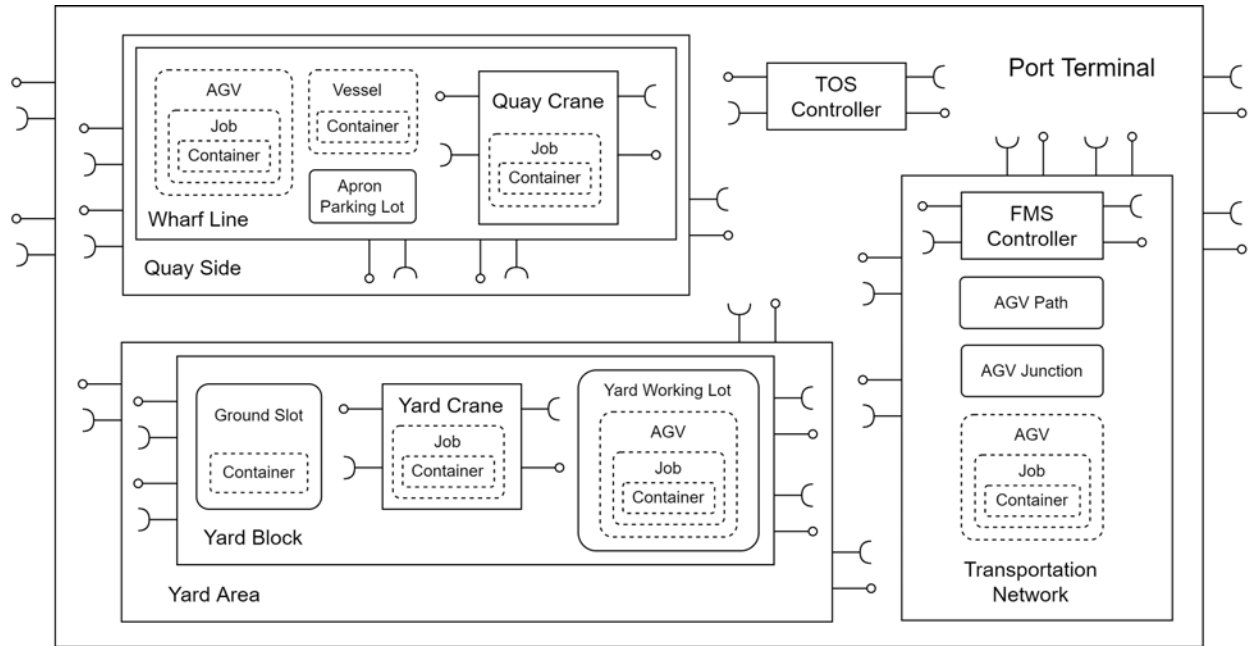 Port Terminal
TOS
Controller
AGV
Job
Container
Vessel
Container
Apron
Parking Lot
Quay Crane
Job
Container
Wharf Line
Quay Side
FMS
Controller
AGV Path
AGV Junction
AGV
Job
Container
Transportation
Network
Ground Slot
Container
Yard Crane
Job
Container
Yard Working Lot
AGV
Job
Container
Yard Block
Yard Area